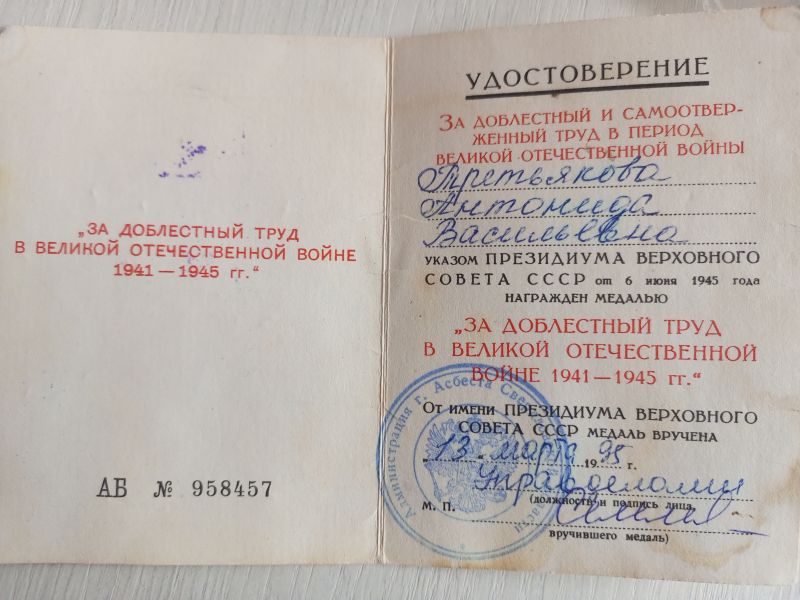 „ЗА ДОБЛЕСТНЫЙ ТРУД
В ВЕЛИКОЙ ОТЕЧЕСТВЕННОЙ ВОЙНЕ
1941 — 1945 гг.“
АБ № 958457
УДОСТОВЕРЕНИЕ
ЗА ДОБЛЕСТНЫЙ И САМООТВЕР-
ЖЕННЫЙ ТРУД В ПЕРИОД
ВЕЛИКОЙ ОТЕЧЕСТВЕННОЙ ВОЙНЫ
Третьякова
Антонида
Васильевна
УКАЗОМ ПРЕЗИДИУМА ВЕРХОВНОГО
СОВЕТА СССР от 6 июня 1945 года
НАГРАЖДЕН МЕДАЛЬЮ
„ЗА ДОБЛЕСТНЫЙ ТРУД
В ВЕЛИКОЙ ОТЕЧЕСТВЕННОЙ
ВОЙНЕ 1941 — 1945 гг.“
От имени ПРЕЗИДИУМА ВЕРХОВНОГО
СОВЕТА СССР МЕДАЛЬ ВРУЧЕНА
„13„ марта 1995 г.
(должность и подпись лица,
М. П.
вручившего медаль)
Администрация г. Асбеста